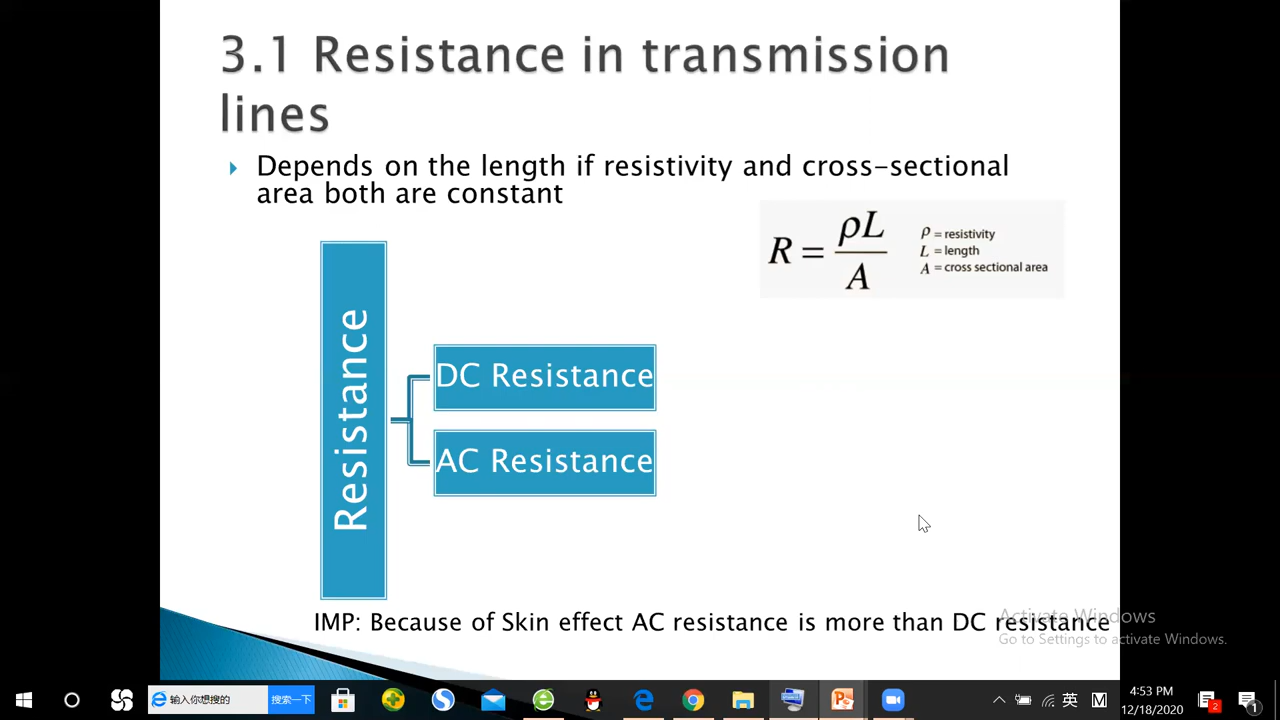 3.1 Resistance in transmission
lines
Depends on the length if resistivity and cross-sectional
area both are constant
R = ρL / A
ρ = resistivity
L = length
A = cross sectional area
Resistance
DC Resistance
AC Resistance
IMP: Because of Skin effect AC resistance is more than DC resistance
Activate Windows
Go to Settings to activate Windows.
输入你想搜的
搜索一下
英
M
4:53 PM
12/18/2020
2
1